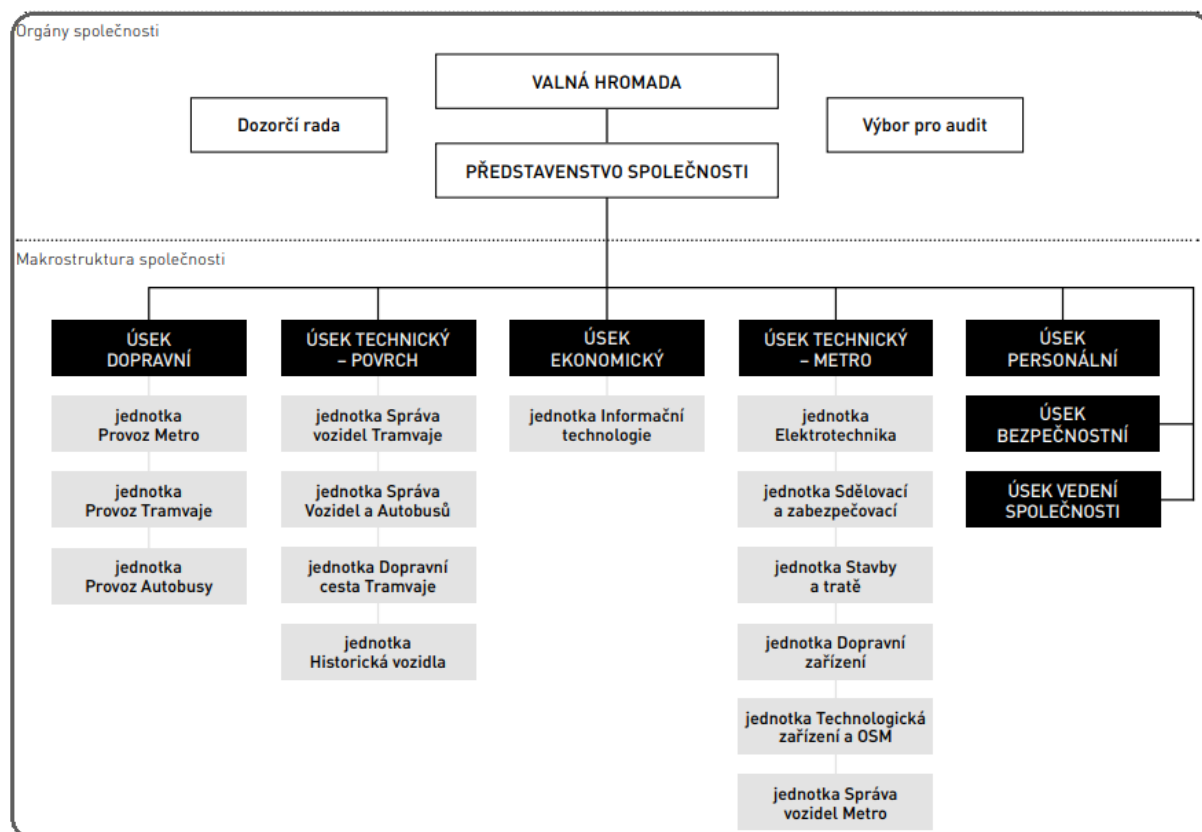 Orgány společnosti
VALNÁ HROMADA
Dozorčí rada
Výbor pro audit
PŘEDSTAVENSTVO SPOLEČNOSTI
Makrostruktura společnosti
ÚSEK
DOPRAVNÍ
jednotka
Provoz Metro
jednotka
Provoz Tramvaje
jednotka
Provoz Autobusy
ÚSEK TECHNICKÝ
– POVRCH
jednotka Správa
vozidel Tramvaje
jednotka Správa
Vozidel a Autobusů
jednotka Dopravní
cesta Tramvaje
jednotka
Historická vozidla
ÚSEK
EKONOMICKÝ
jednotka Informační
technologie
ÚSEK TECHNICKÝ
– METRO
jednotka
Elektrotechnika
jednotka Sdělovací
a zabezpečovací
jednotka Stavby
a tratě
jednotka Dopravní
zařízení
jednotka Technologická
zařízení a OSM
jednotka Správa
vozidel Metro
ÚSEK
PERSONÁLNÍ
ÚSEK
BEZPEČNOSTNÍ
ÚSEK VEDENÍ
SPOLEČNOSTI